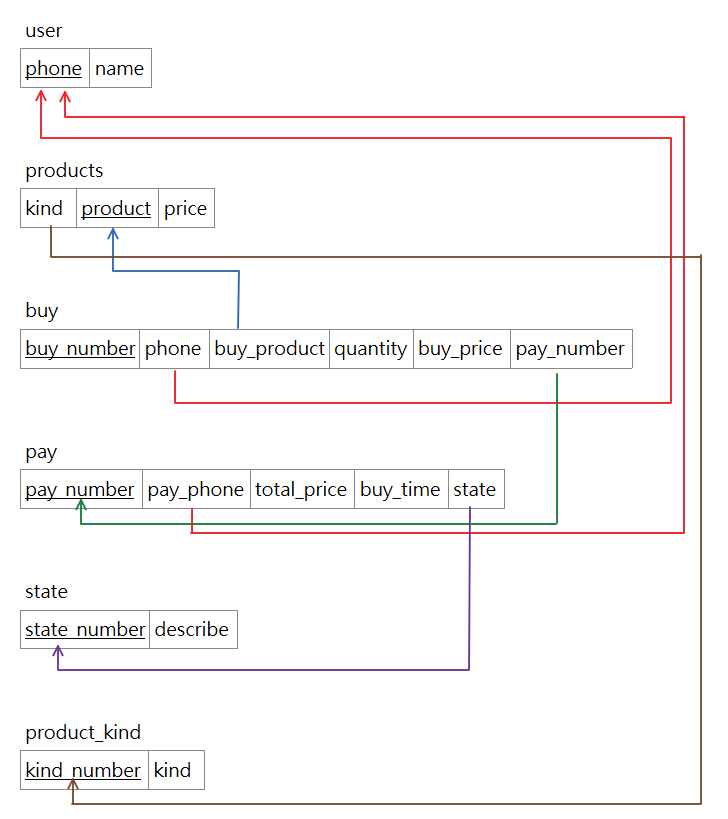 user
phone name
products
kind product price
buy
buy_number phone buy_product quantity buy_price pay_number
pay
pay_number pay_phone total_price buy_time state
state
state_number describe
product_kind
kind_number kind